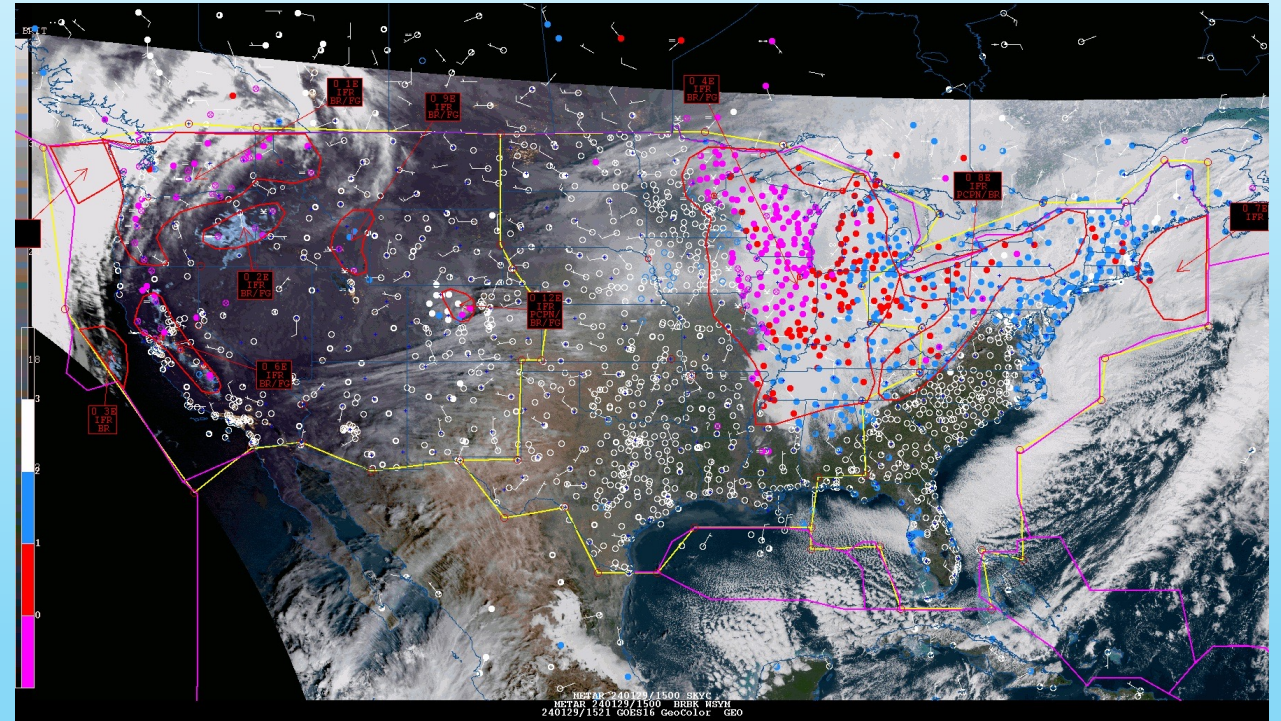 0 1E
IFR
BR/FG
0 9E
IFR
BR/FG
0 4E
IFR
BR/FG
0 8E
IFR
PCPN/BR
0 7E
IFR
0 2E
IFR
BR/FG
0 12E
IFR
PCPN/
BR/FG
0 6E
IFR
BR/FG
0 3E
IFR
BR
18
3
2
1
0
METAR 240129/1500 SKYC
METAR 240129/1500 BRBK WSYM
240129/1521 GOES16 GeoColor GEO